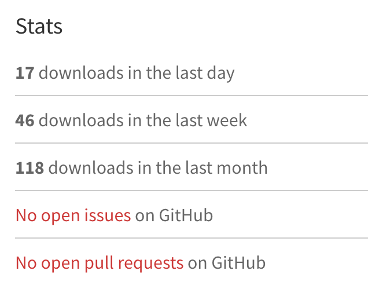 Stats
17 downloads in the last day
46 downloads in the last week
118 downloads in the last month
No open issues on GitHub
No open pull requests on GitHub